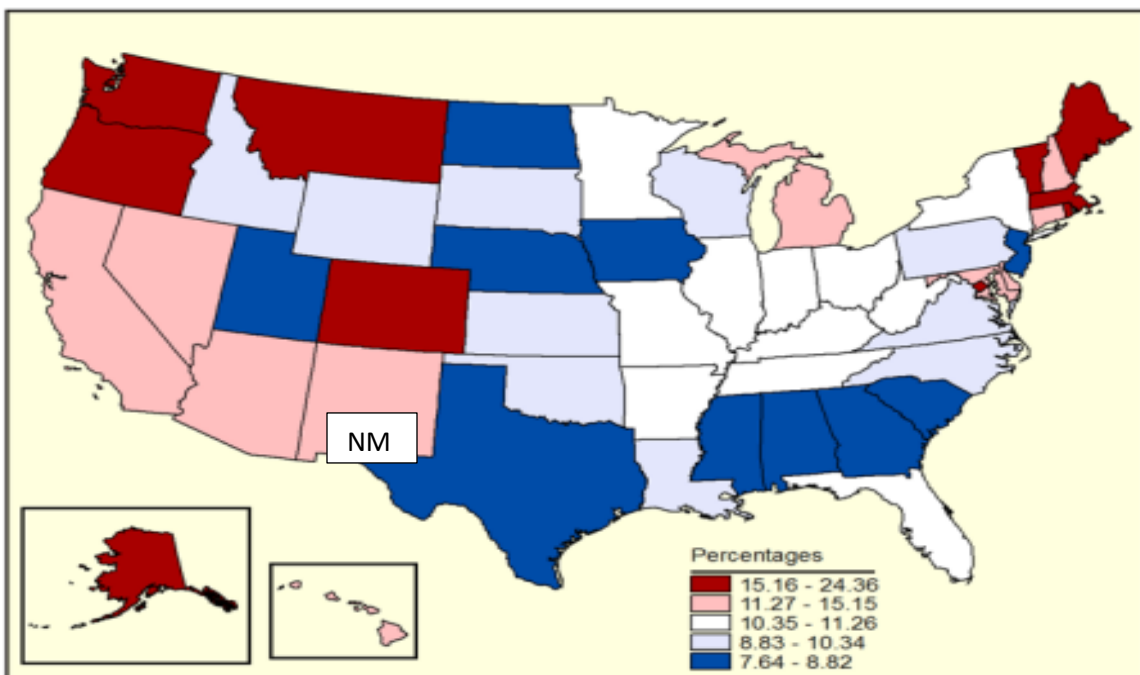 NM
Percentages
15.16 - 24.36
11.27 - 15.15
10.35 - 11.26
8.83 - 10.34
7.64 - 8.82